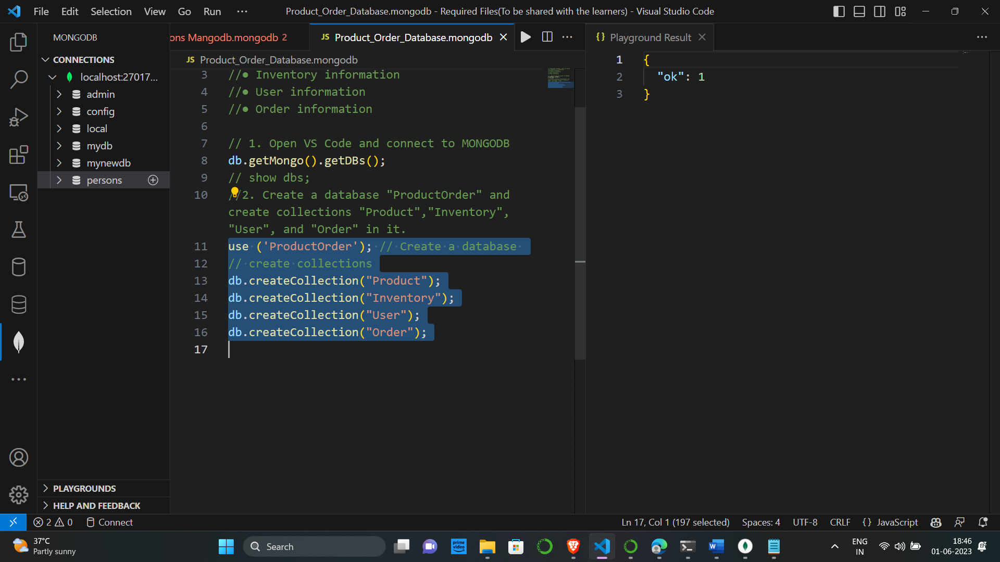 File Edit Selection View Go Run ··· Product_Order_Database.mongodb - Required Files(To be shared with the learners) - Visual Studio Code
MONGODB
CONNECTIONS
localhost:27017...
admin
config
local
mydb
mynewdb
persons
PLAYGROUNDS
HELP AND FEEDBACK
ons Mangodb.mongodb 2
JS Product_Order_Database.mongodb
JS Product_Order_Database.mongodb
3 //● Inventory information
4 //● User information
5 //● Order information
6
7 // 1. Open VS Code and connect to MONGODB
8 db.getMongo().getDBs();
9 // show dbs;
10 //2. Create a database "ProductOrder" and
create collections "Product","Inventory",
"User", and "Order" in it.
11 use ('ProductOrder'); // Create a database
12 // create collections
13 db.createCollection("Product");
14 db.createCollection("Inventory");
15 db.createCollection("User");
16 db.createCollection("Order");
17
{} Playground Result
1 {
2 "ok": 1
3 }
2 0 Connect
Ln 17, Col 1 (197 selected) Spaces: 4 UTF-8 CRLF {} JavaScript
37°C
Partly sunny
Search
prime
video
ENG
IN
18:46
01-06-2023